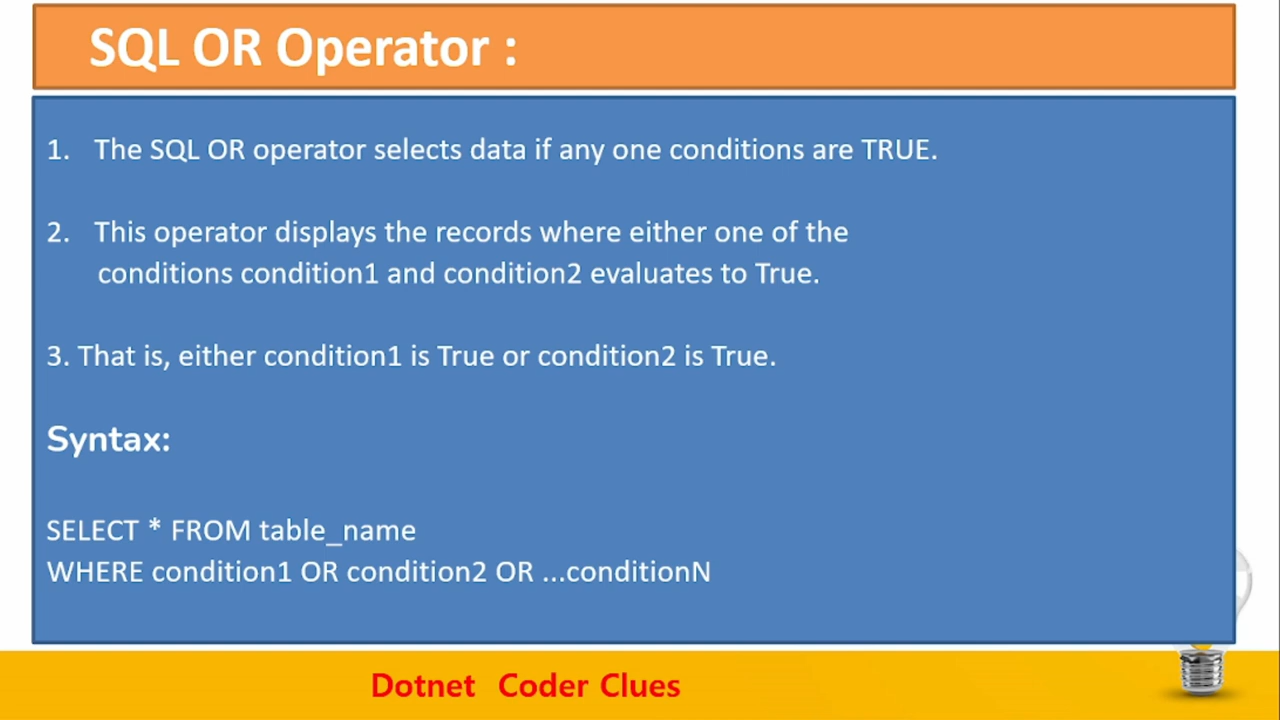 SQL OR Operator :
1. The SQL OR operator selects data if any one conditions are TRUE.
2. This operator displays the records where either one of the
conditions condition1 and condition2 evaluates to True.
3. That is, either condition1 is True or condition2 is True.
Syntax:
SELECT * FROM table_name
WHERE condition1 OR condition2 OR ...conditionN
Dotnet Coder Clues